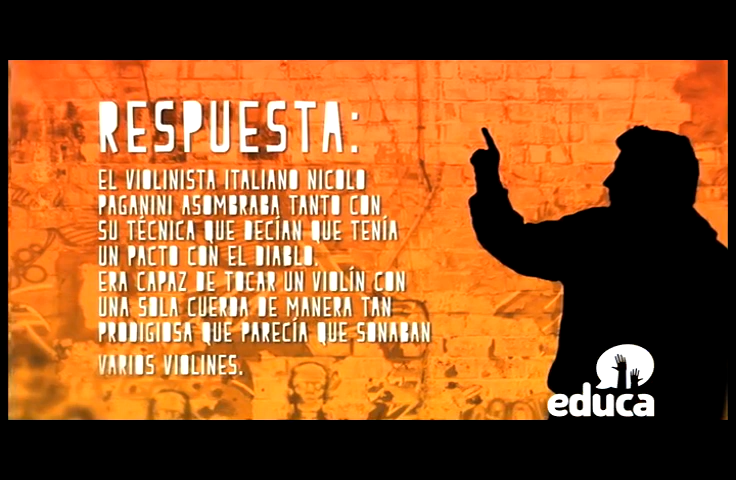 RESPUESTA:
EL VIOLINISTA ITALIANO NICOLO
PAGANINI ASOMBRABA TANTO CON
SU TÉCNICA QUE DECÍAN QUE TENÍA
UN PACTO CON EL DIABLO.
ERA CAPAZ DE TOCAR UN VIOLÍN CON
UNA SOLA CUERDA DE MANERA TAN
PRODIGIOSA QUE PARECÍA QUE SONABAN
VARIOS VIOLINES.
educa